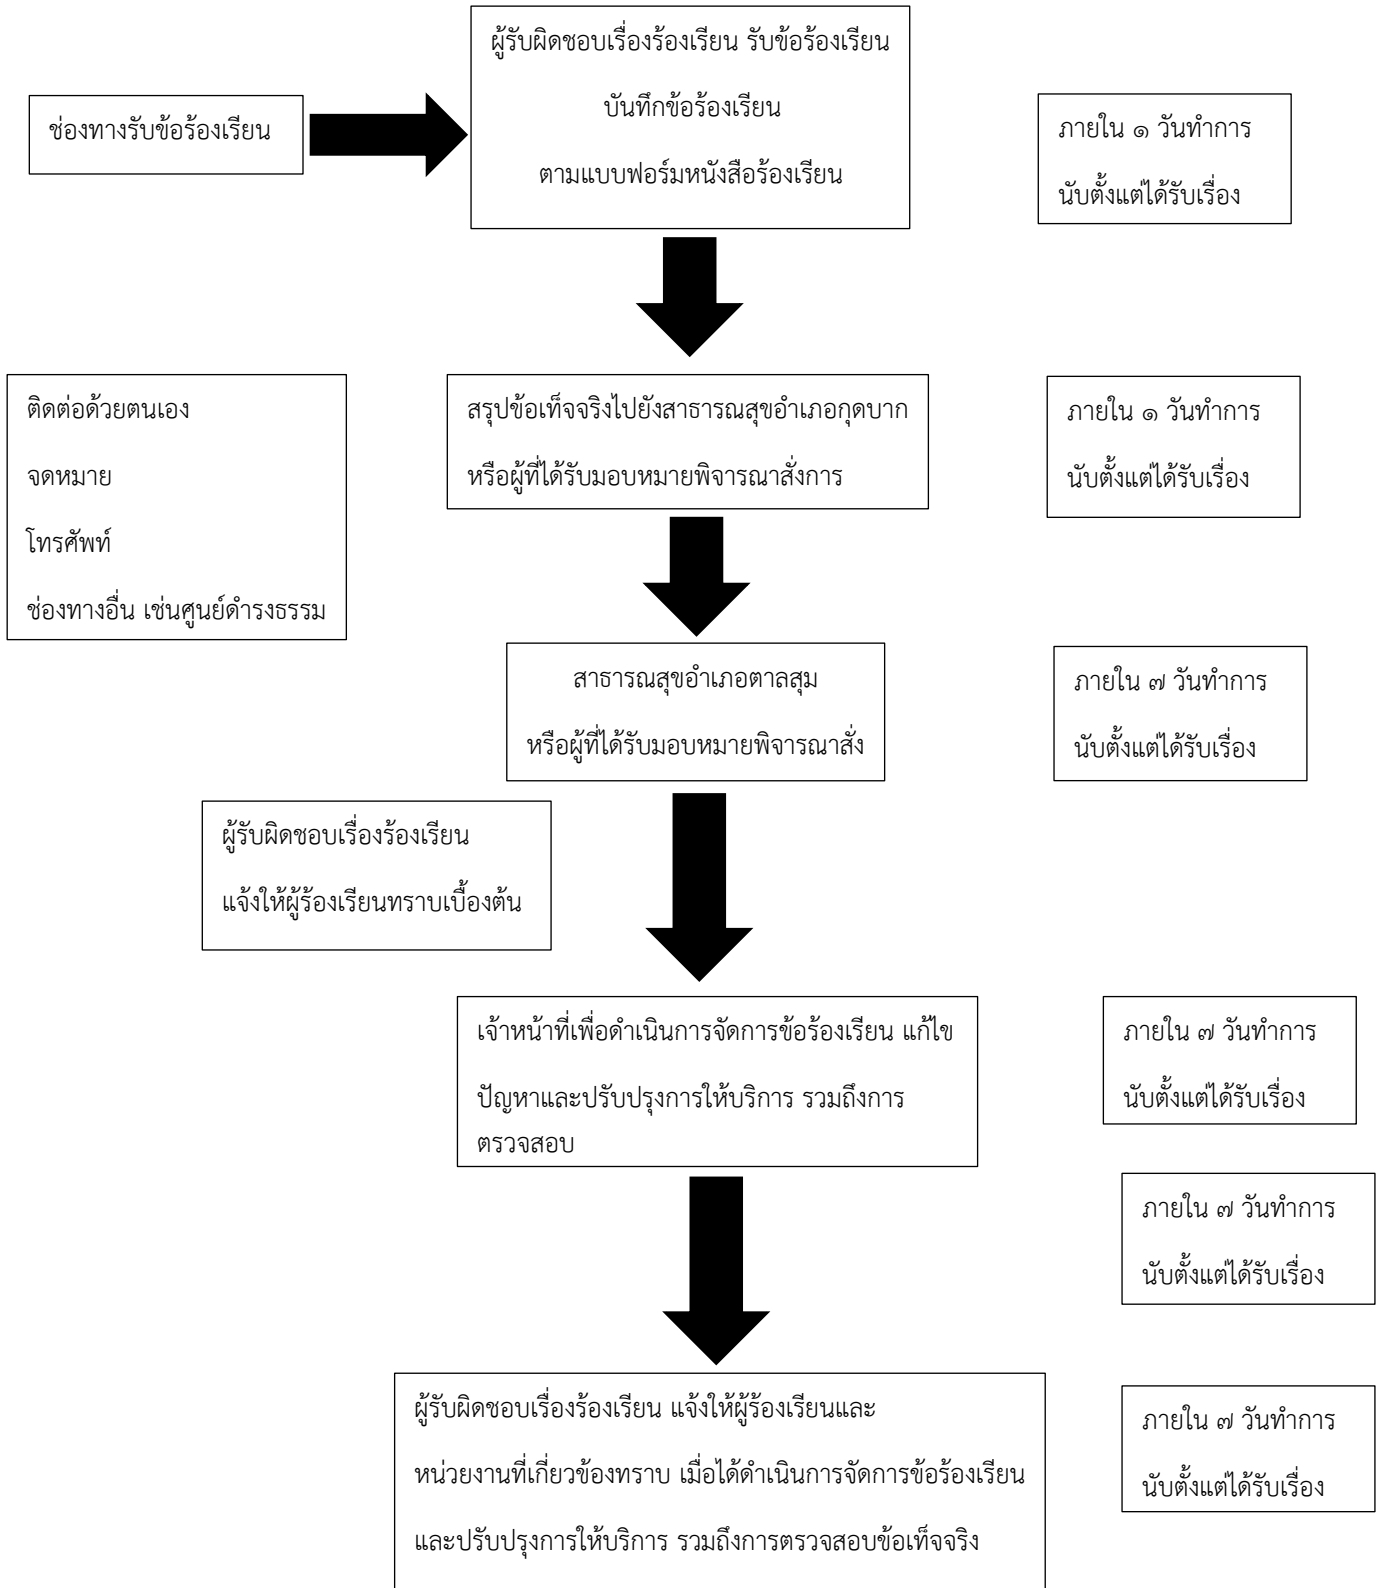 ผู้รับผิดชอบเรื่องร้องเรียน รับข้อร้องเรียน
บันทึกข้อร้องเรียน
ตามแบบฟอร์มหนังสือร้องเรียน
ช่องทางรับข้อร้องเรียน
ภายใน ๑ วันทำการ
นับตั้งแต่ได้รับเรื่อง
ติดต่อด้วยตนเอง
จดหมาย
โทรศัพท์
ช่องทางอื่น เช่นศูนย์ดำรงธรรม
สรุปข้อเท็จจริงไปยังสาธารณสุขอำเภอกุดบาก
หรือผู้ที่ได้รับมอบหมายพิจารณาสั่งการ
ภายใน ๑ วันทำการ
นับตั้งแต่ได้รับเรื่อง
สาธารณสุขอำเภอตาลสุม
หรือผู้ที่ได้รับมอบหมายพิจารณาสั่ง
ภายใน ๗ วันทำการ
นับตั้งแต่ได้รับเรื่อง
ผู้รับผิดชอบเรื่องร้องเรียน
แจ้งให้ผู้ร้องเรียนทราบเบื้องต้น
เจ้าหน้าที่เพื่อดำเนินการจัดการข้อร้องเรียน แก้ไข
ปัญหาและปรับปรุงการให้บริการ รวมถึงการ
ตรวจสอบ
ภายใน ๗ วันทำการ
นับตั้งแต่ได้รับเรื่อง
ภายใน ๗ วันทำการ
นับตั้งแต่ได้รับเรื่อง
ผู้รับผิดชอบเรื่องร้องเรียน แจ้งให้ผู้ร้องเรียนและ
หน่วยงานที่เกี่ยวข้องทราบ เมื่อได้ดำเนินการจัดการข้อร้องเรียน
และปรับปรุงการให้บริการ รวมถึงการตรวจสอบข้อเท็จจริง
ภายใน ๗ วันทำการ
นับตั้งแต่ได้รับเรื่อง